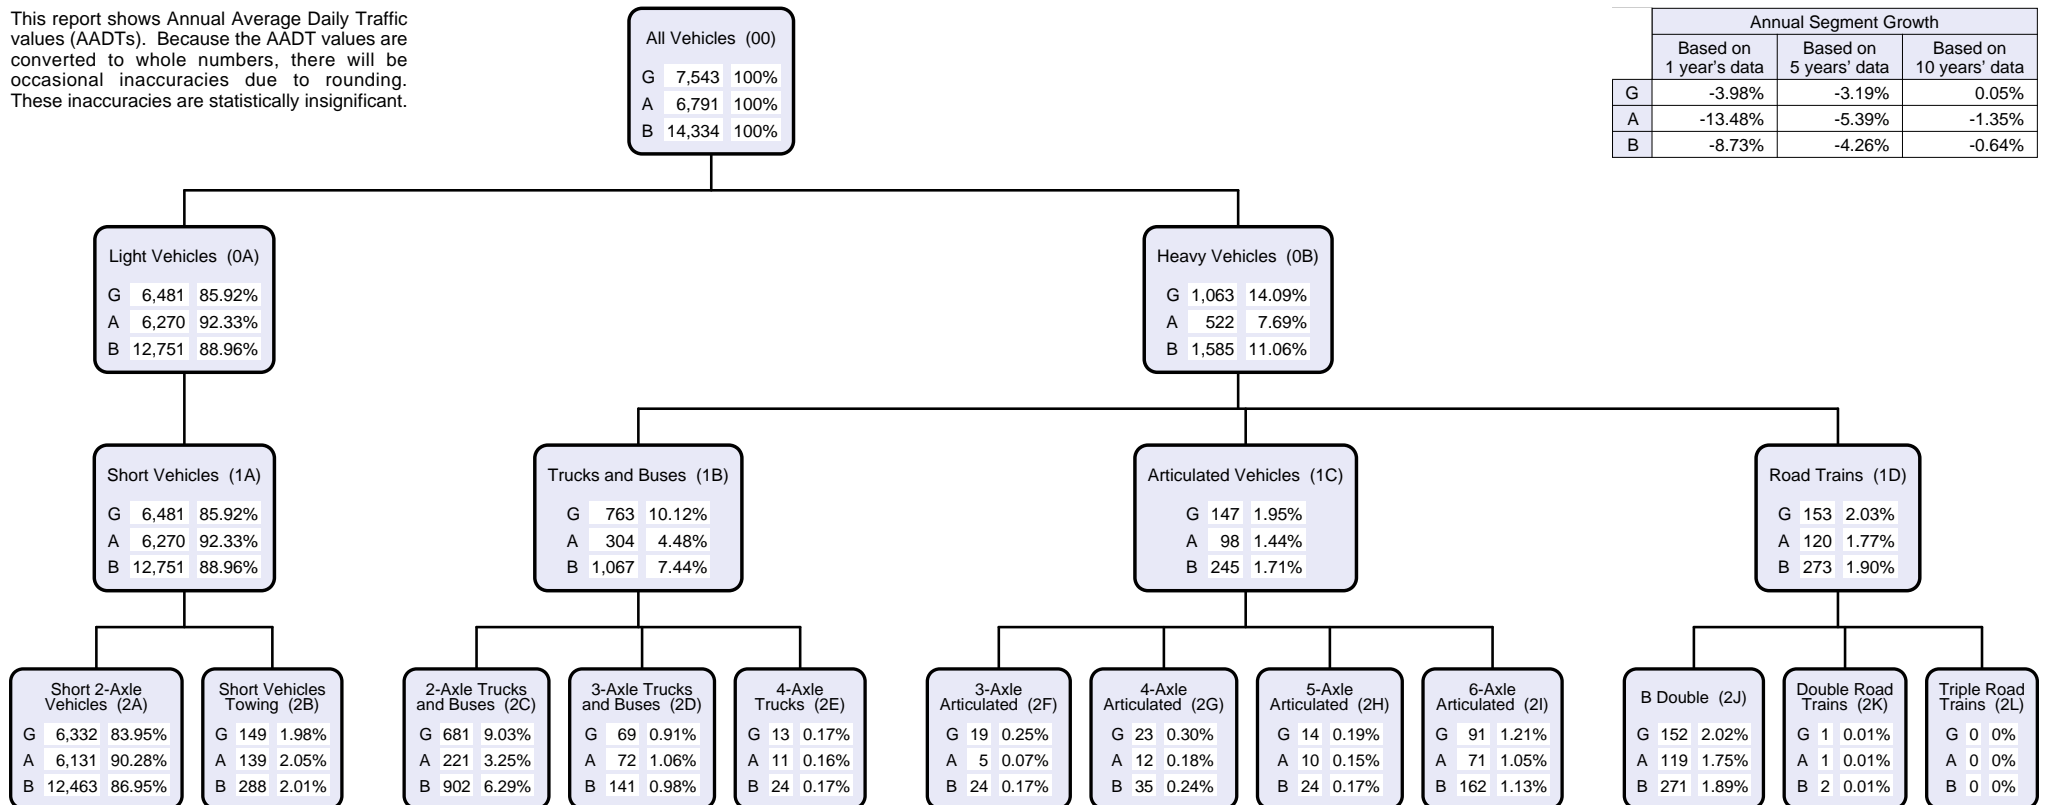 This report shows Annual Average Daily Traffic
values (AADTs). Because the AADT values are
converted to whole numbers, there will be
occasional inaccuracies due to rounding.
These inaccuracies are statistically insignificant.
All Vehicles (00)
G 7,543 100%
A 6,791 100%
B 14,334 100%
Annual Segment Growth
Based on 1 year's data Based on 5 years' data Based on 10 years' data
G -3.98% -3.19% 0.05%
A -13.48% -5.39% -1.35%
B -8.73% -4.26% -0.64%
Light Vehicles (0A)
G 6,481 85.92%
A 6,270 92.33%
B 12,751 88.96%
Heavy Vehicles (0B)
G 1,063 14.09%
A 522 7.69%
B 1,585 11.06%
Short Vehicles (1A)
G 6,481 85.92%
A 6,270 92.33%
B 12,751 88.96%
Trucks and Buses (1B)
G 763 10.12%
A 304 4.48%
B 1,067 7.44%
Articulated Vehicles (1C)
G 147 1.95%
A 98 1.44%
B 245 1.71%
Road Trains (1D)
G 153 2.03%
A 120 1.77%
B 273 1.90%
Short 2-Axle
Vehicles (2A)
G 6,332 83.95%
A 6,131 90.28%
B 12,463 86.95%
Short Vehicles
Towing (2B)
G 149 1.98%
A 139 2.05%
B 288 2.01%
2-Axle Trucks
and Buses (2C)
G 681 9.03%
A 221 3.25%
B 902 6.29%
3-Axle Trucks
and Buses (2D)
G 69 0.91%
A 72 1.06%
B 141 0.98%
4-Axle
Trucks (2E)
G 13 0.17%
A 11 0.16%
B 24 0.17%
3-Axle
Articulated (2F)
G 19 0.25%
A 5 0.07%
B 24 0.17%
4-Axle
Articulated (2G)
G 23 0.30%
A 12 0.18%
B 35 0.24%
5-Axle
Articulated (2H)
G 14 0.19%
A 10 0.15%
B 24 0.17%
6-Axle
Articulated (2I)
G 91 1.21%
A 71 1.05%
B 162 1.13%
B Double (2J)
G 152 2.02%
A 119 1.75%
B 271 1.89%
Double Road
Trains (2K)
G 1 0.01%
A 1 0.01%
B 2 0.01%
Triple Road
Trains (2L)
G 0 0%
A 0 0%
B 0 0%